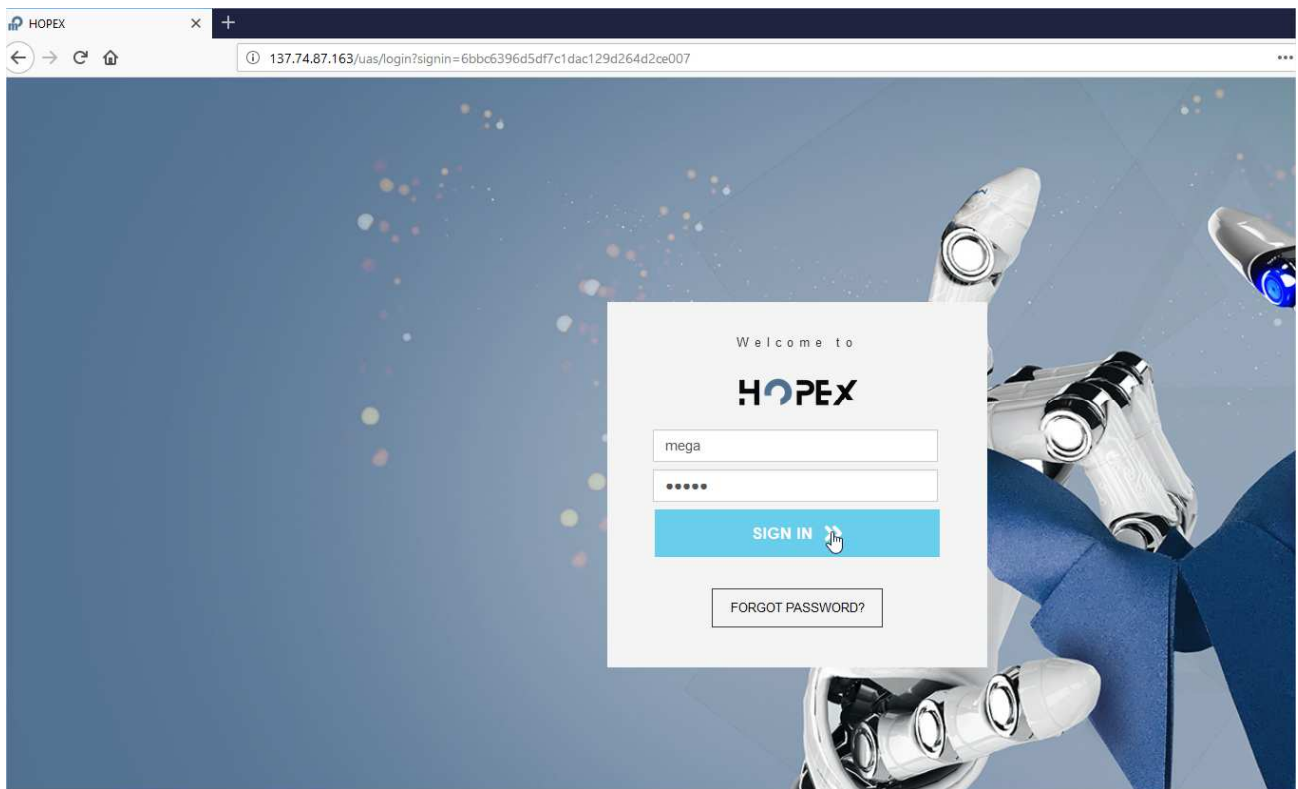 HOPEX
137.74.87.163/uas/login?signin=6bbc6396d5df7c1dac129d264d2ce007
Welcome to
HOPEX
mega
SIGN IN
FORGOT PASSWORD?